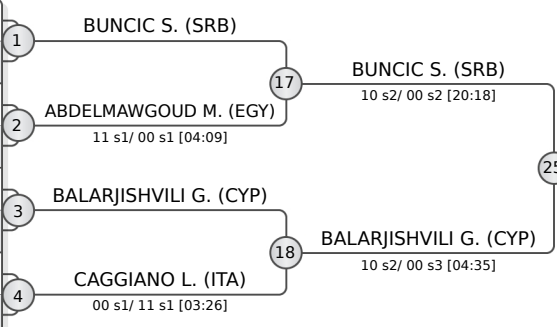 BUNCIC S. (SRB)
1
17
BUNCIC S. (SRB)
10 s2/ 00 s2 [20:18]
ABDELMAWGOUD M. (EGY)
2
11 s1/ 00 s1 [04:09]
25
BALARJISHVILI G. (CYP)
3
18
BALARJISHVILI G. (CYP)
10 s2/ 00 s3 [04:35]
CAGGIANO L. (ITA)
4
00 s1/ 11 s1 [03:26]